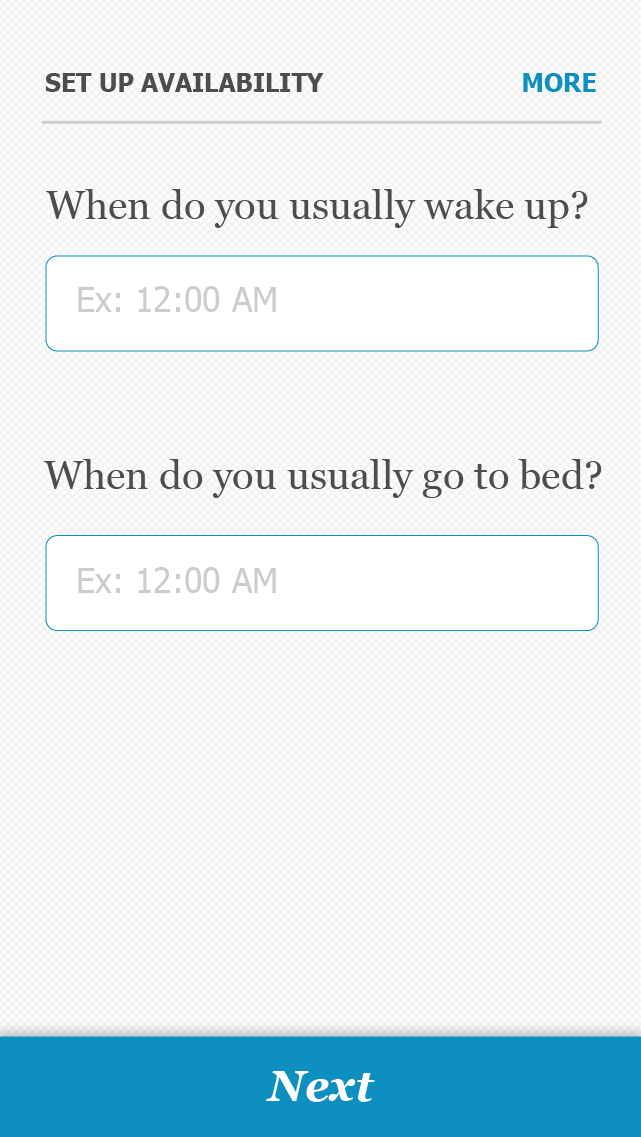 SET UP AVAILABILITY MORE
When do you usually wake up?
Ex: 12:00 AM
When do you usually go to bed?
Ex: 12:00 AM
Next